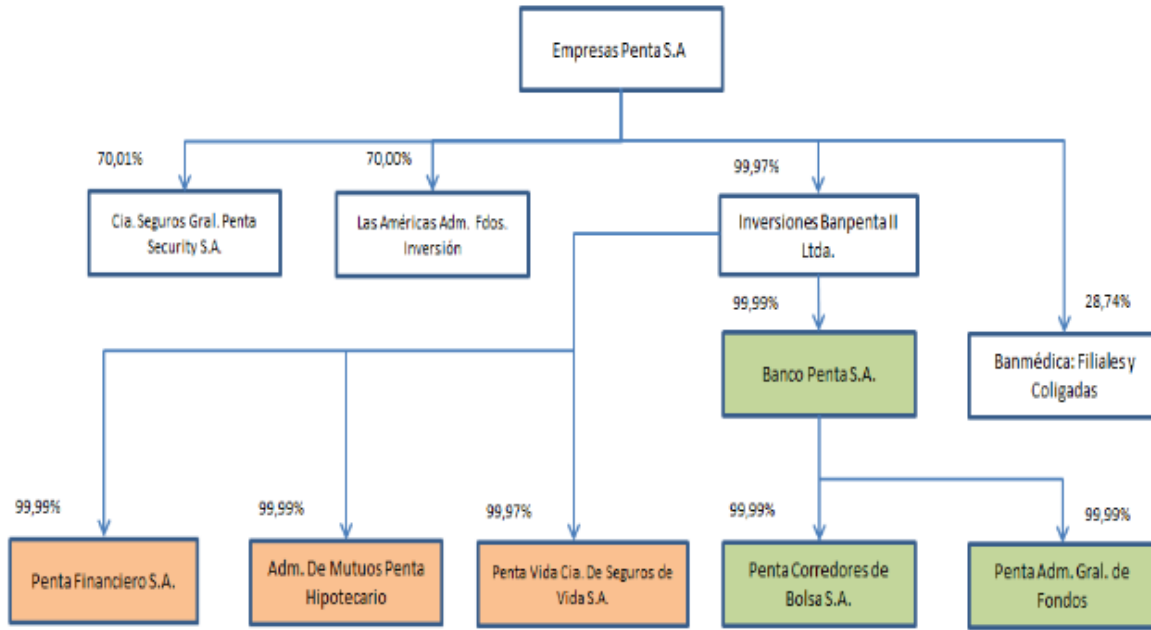 Empresas Penta S.A
70,01%
70,00%
99,97%
Cia. Seguros Gral. Penta
Security S.A.
Las Américas Adm. Fdos.
Inversión
Inversiones Banpenta II
Ltda.
99,99%
28,74%
Banco Penta S.A.
Banmédica: Filiales y
Coligadas
99,99%
99,99%
99,97%
99,99%
99,99%
Penta Financiero S.A.
Adm. De Mutuos Penta
Hipotecario
Penta Vida Cia. De Seguros de
Vida S.A.
Penta Corredores de
Bolsa S.A.
Penta Adm. Gral. de
Fondos